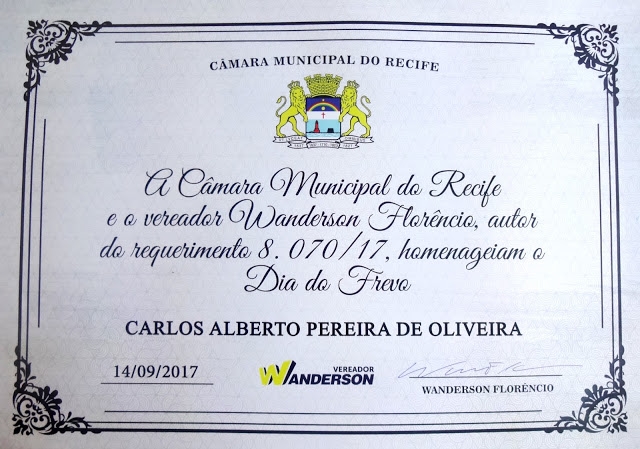 CÂMARA MUNICIPAL DO RECIFE
A Câmara Municipal do Recife
e o vereador Wanderson Florêncio, autor
do requerimento 8.070/17, homenageiam o
Dia do Frevo
CARLOS ALBERTO PEREIRA DE OLIVEIRA
14/09/2017
VEREADOR
WANDERSON
WANDERSON FLORÊNCIO